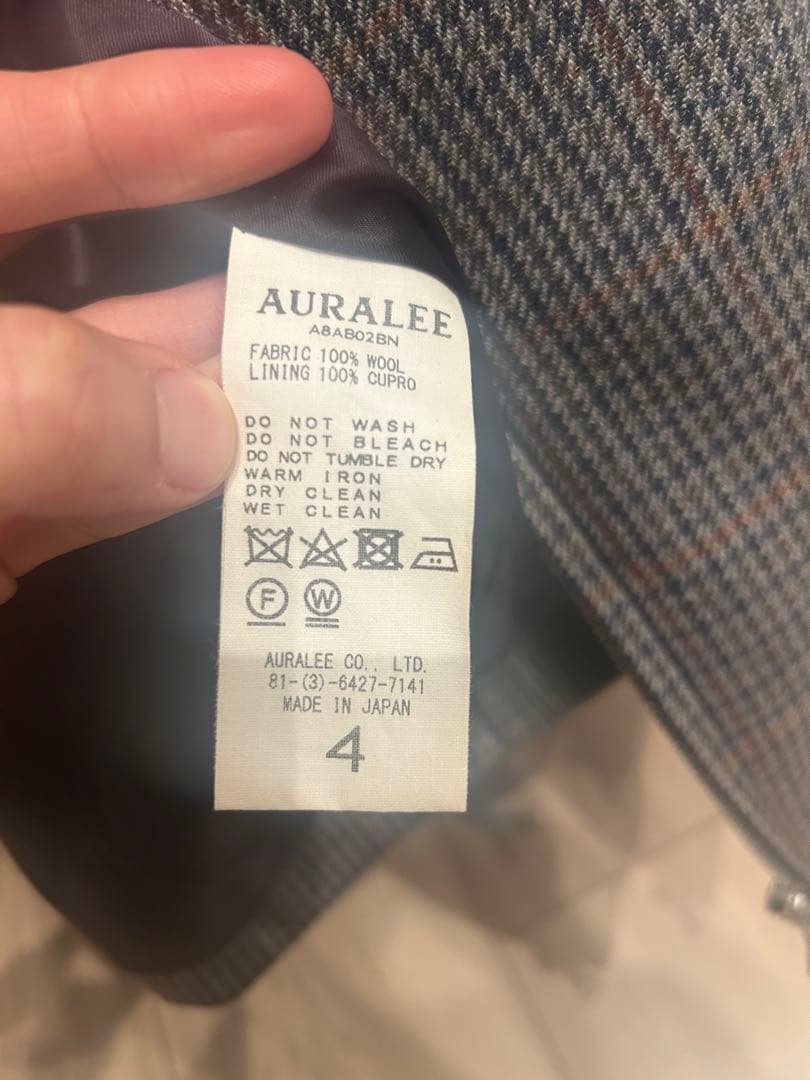 AURALEE
A8AB02BN
FABRIC 100% WOOL
LINING 100% CUPRO
DO NOT WASH
DO NOT BLEACH
DO NOT TUMBLE DRY
WARM IRON
DRY CLEAN
WET CLEAN
F W
AURALEE CO., LTD.
81-(3)-6427-7141
MADE IN JAPAN
4